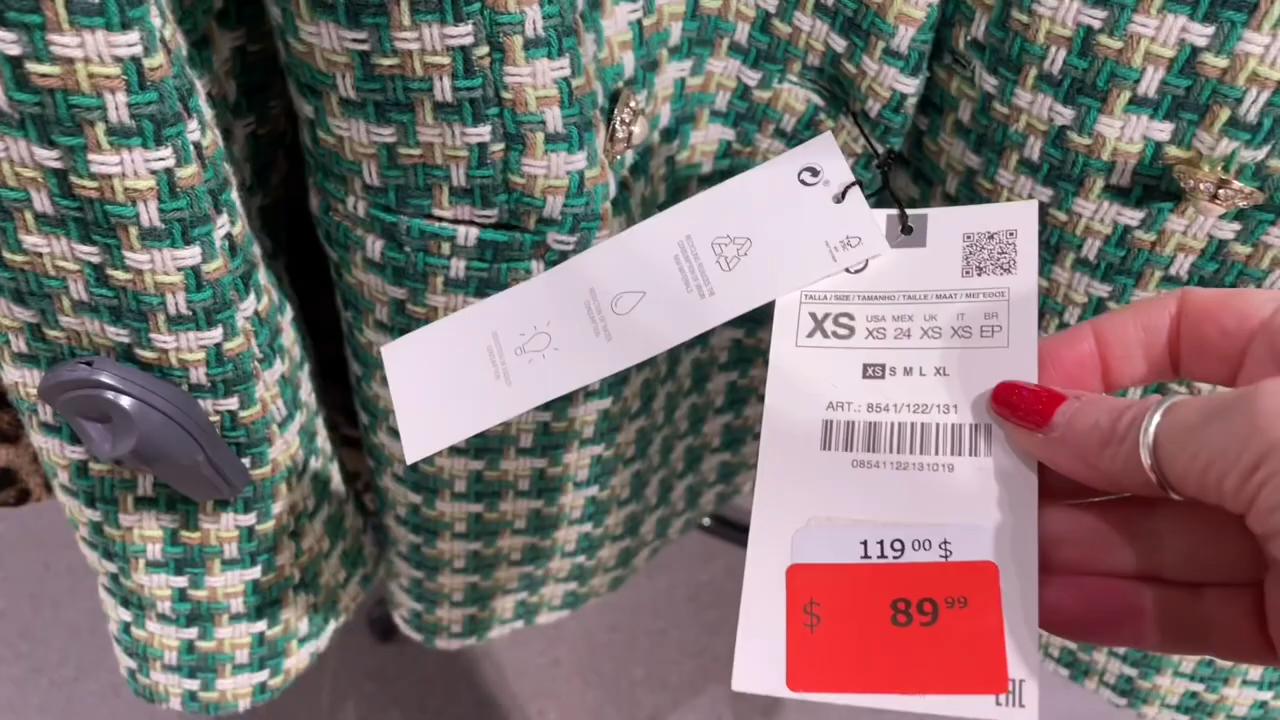 TALLA / SIZE / TAMANHO / TAILLE / MAAT / ΜΕΓΕΘΟΣ
XS
USA MEX UK IT BR
XS 24 XS XS EP
XS S M L XL
ART.: 8541/122/131
08541122131019
119 00 $
$ 89 99
EAC